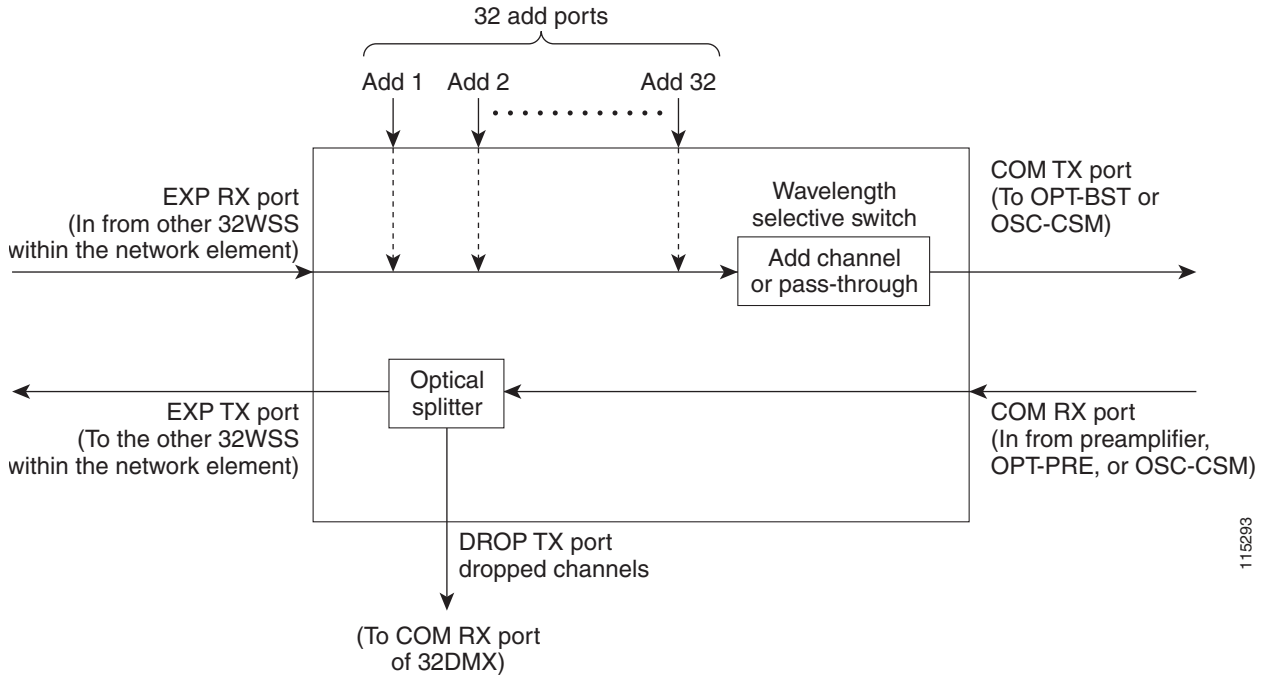 32 add ports
Add 1
Add 2
Add 32
EXP RX port
(In from other 32WSS
within the network element)
Wavelength
selective switch
Add channel
or pass-through
COM TX port
(To OPT-BST or
OSC-CSM)
Optical
splitter
EXP TX port
(To the other 32WSS
within the network element)
COM RX port
(In from preamplifier,
OPT-PRE, or OSC-CSM)
DROP TX port
dropped channels
(To COM RX port
of 32DMX)
115293